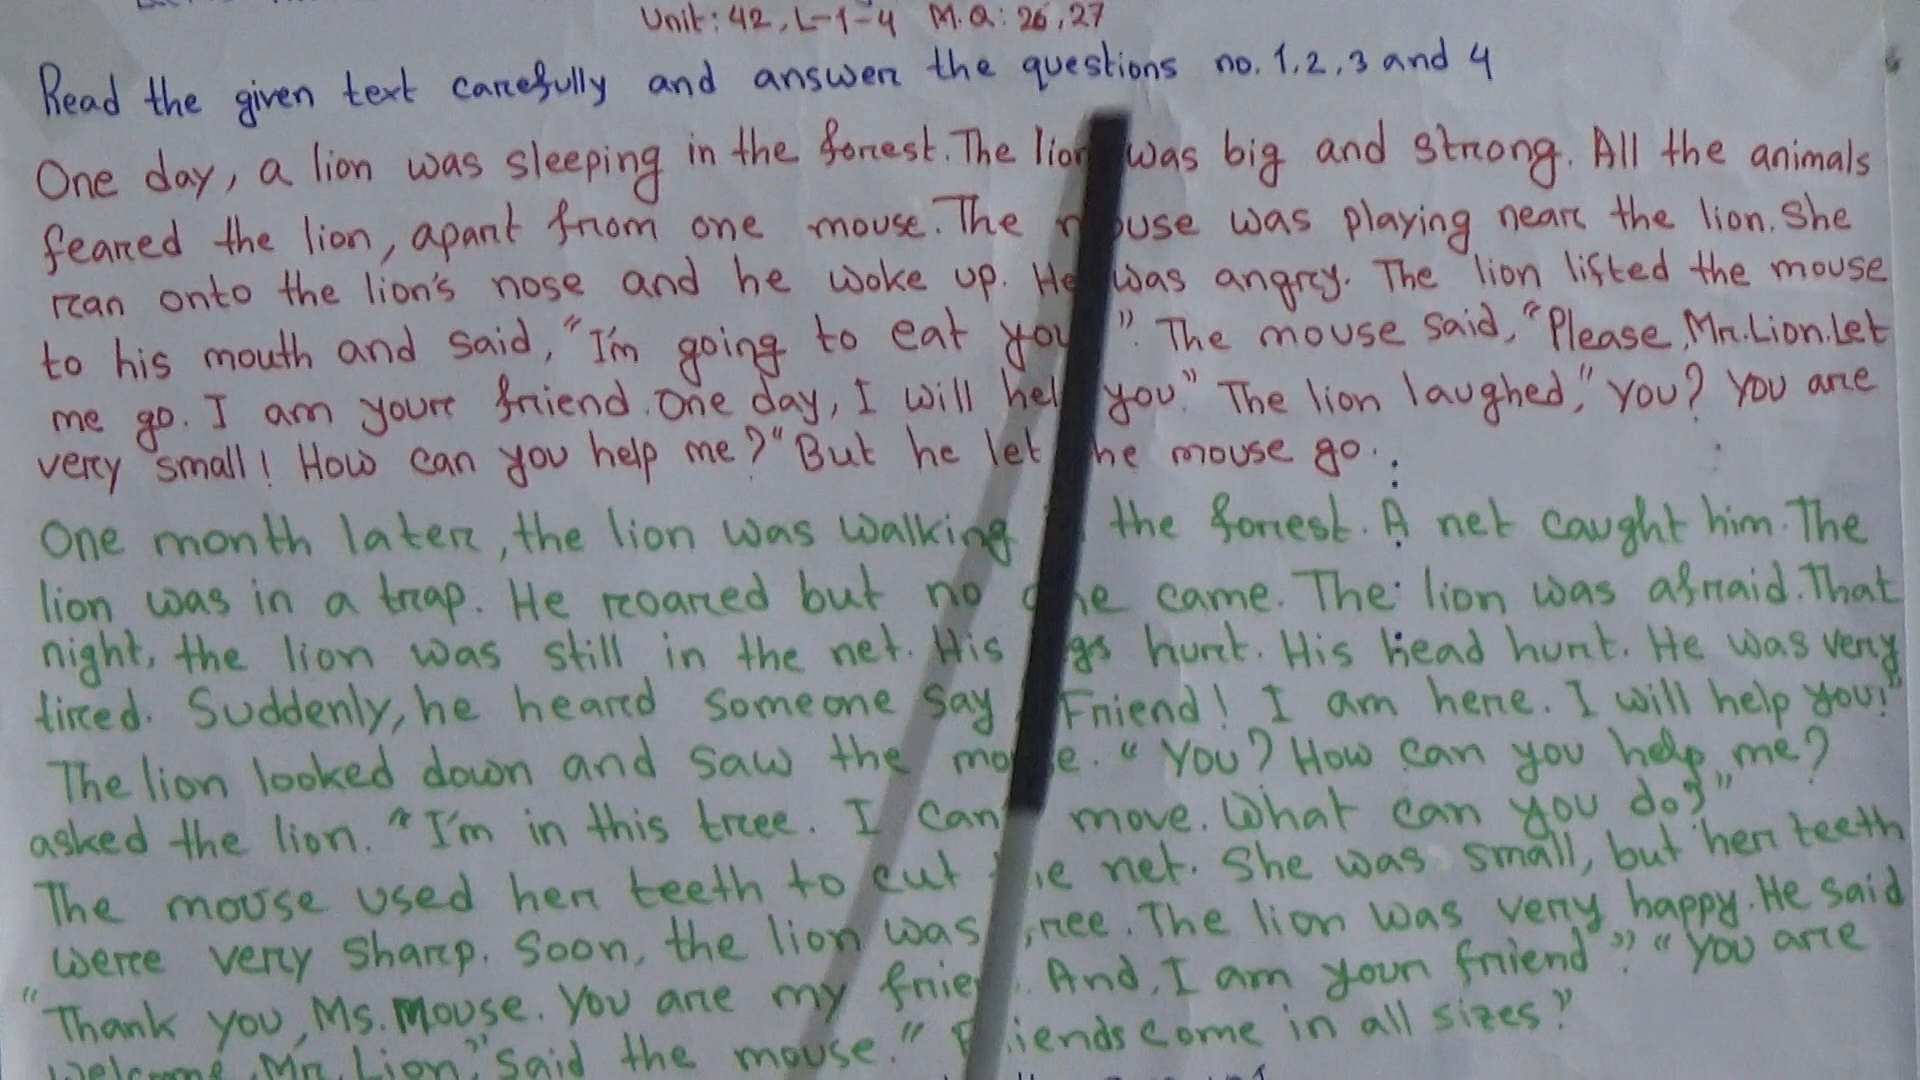 Unit: 42, L-1-4 M.Q: 26,27
Read the given text carefully and answer the questions no. 1,2,3 and 4
One day, a lion was sleeping in the forest. The lion was big and strong. All the animals
feared the lion, apart from one mouse. The mouse was playing near the lion. She
ran onto the lion's nose and he woke up. He was angry. The lion lifted the mouse
to his mouth and said, "I'm going to eat you". The mouse said, "Please, Mr. Lion. Let
me go. I am your friend. One day, I will help you". The lion laughed," You? You are
very small! How can you help me?" But he let the mouse go.
One month later, the lion was walking the forest. A net caught him. The
lion was in a trap. He roared but no one came. The lion was afraid. That
night, the lion was still in the net. His legs hurt. His head hurt. He was very
tired. Suddenly, he heard someone say Friend! I am here. I will help you!"
The lion looked down and saw the mouse. "You? How can you help me?
asked the lion. "I'm in this tree. I can't move. What can you do?"
The mouse used her teeth to cut the net. She was small, but her teeth
were very sharp. Soon, the lion was free. The lion was very happy. He said
"Thank you, Ms. Mouse. You are my friend. And, I am your friend". "You are
welcome, Mr. Lion," said the mouse." Friends come in all sizes."